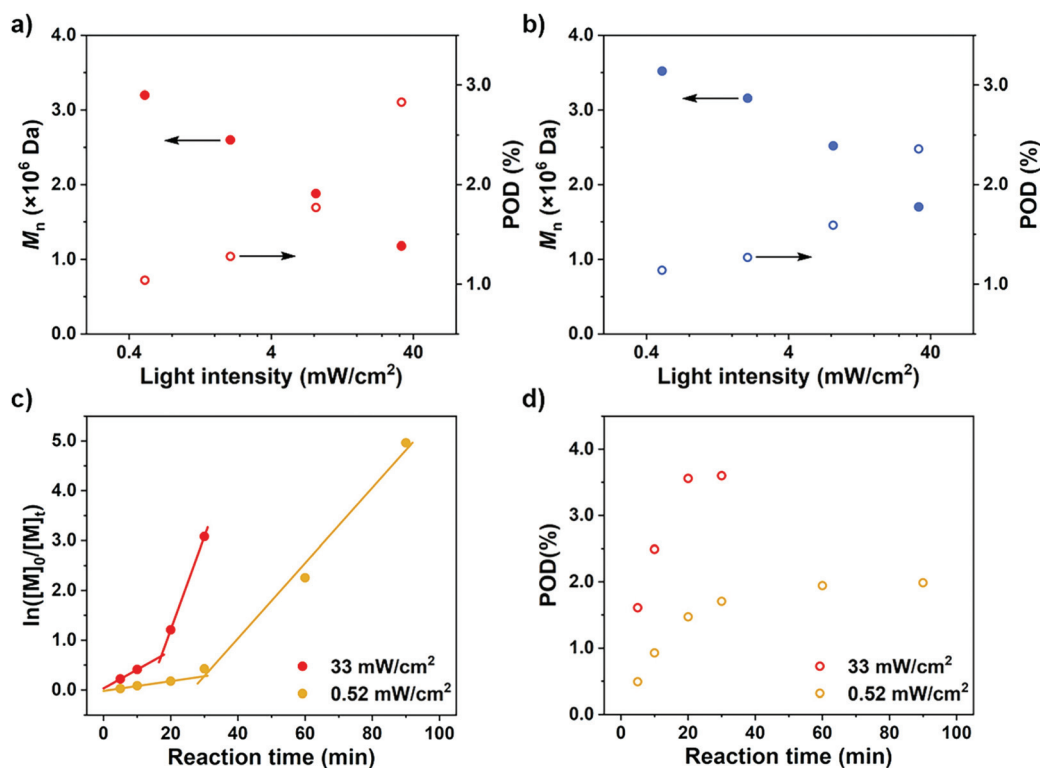 a)
4.0
3.0
2.0
1.0
0.0
Mn (×10⁶ Da)
3.0
2.0
1.0
POD (%)
0.4 4 40
Light intensity (mW/cm²)
b)
4.0
3.0
2.0
1.0
0.0
Mn (×10⁶ Da)
3.0
2.0
1.0
POD (%)
0.4 4 40
Light intensity (mW/cm²)
c)
5.0
4.0
3.0
2.0
1.0
0.0
ln([M]₀/[M]ₜ)
33 mW/cm²
0.52 mW/cm²
0 20 40 60 80 100
Reaction time (min)
d)
4.0
3.0
2.0
1.0
0.0
POD(%)
33 mW/cm²
0.52 mW/cm²
0 20 40 60 80 100
Reaction time (min)